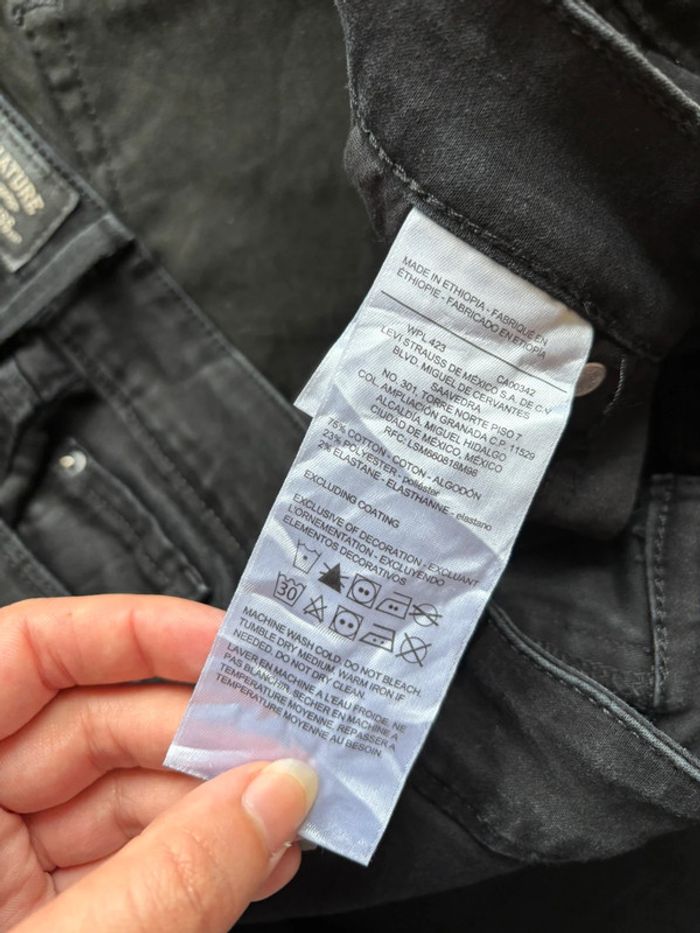 MADE IN ETHIOPIA - FABRIQUÉ EN
ÉTHIOPIE - FABRICADO EN ETIOPIA
WPL 423 CA00342
LEVI STRAUSS DE MÉXICO S.A. DE C.V
BLVD. MIGUEL DE CERVANTES
SAAVEDRA
NO. 301, TORRE NORTE PISO 7
COL. AMPLIACIÓN GRANADA C.P. 11529
ALCALDÍA MIGUEL HIDALGO
CIUDAD DE MÉXICO, MÉXICO
RFC: LSM660818M98
75% COTTON - COTON - ALGODÓN
23% POLYESTER - poliéster
2% ELASTANE - ELASTHANNE - elastano
EXCLUDING COATING
EXCLUSIVE OF DECORATION - EXCLUANT
L'ORNEMENTATION - EXCLUYENDO
ELEMENTOS DECORATIVOS
30
MACHINE WASH COLD. DO NOT BLEACH.
TUMBLE DRY MEDIUM. WARM IRON IF
NEEDED. DO NOT DRY CLEAN.
LAVER EN MACHINE À L'EAU FROIDE. NE
PAS BLANCHIR. SÉCHER EN MACHINE À
TEMPÉRATURE MOYENNE. REPASSER À
TEMPÉRATURE MOYENNE AU BESOIN.